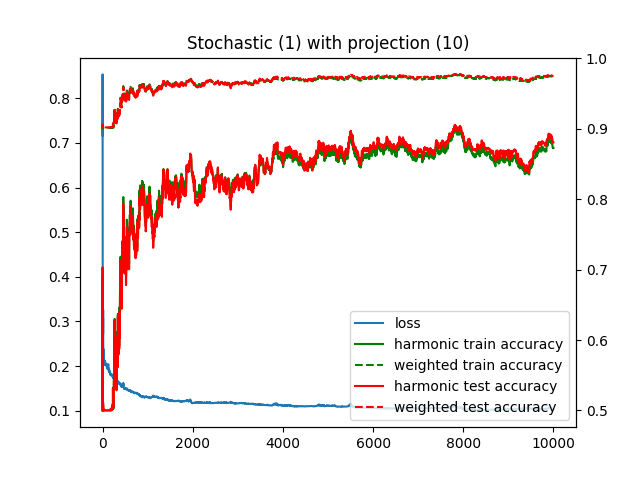 Stochastic (1) with projection (10)
1.0
0.8
0.9
0.7
0.6
0.8
0.5
0.4
0.7
0.3
0.6
0.2
0.1
0.5
loss
harmonic train accuracy
weighted train accuracy
harmonic test accuracy
weighted test accuracy
0 2000 4000 6000 8000 10000